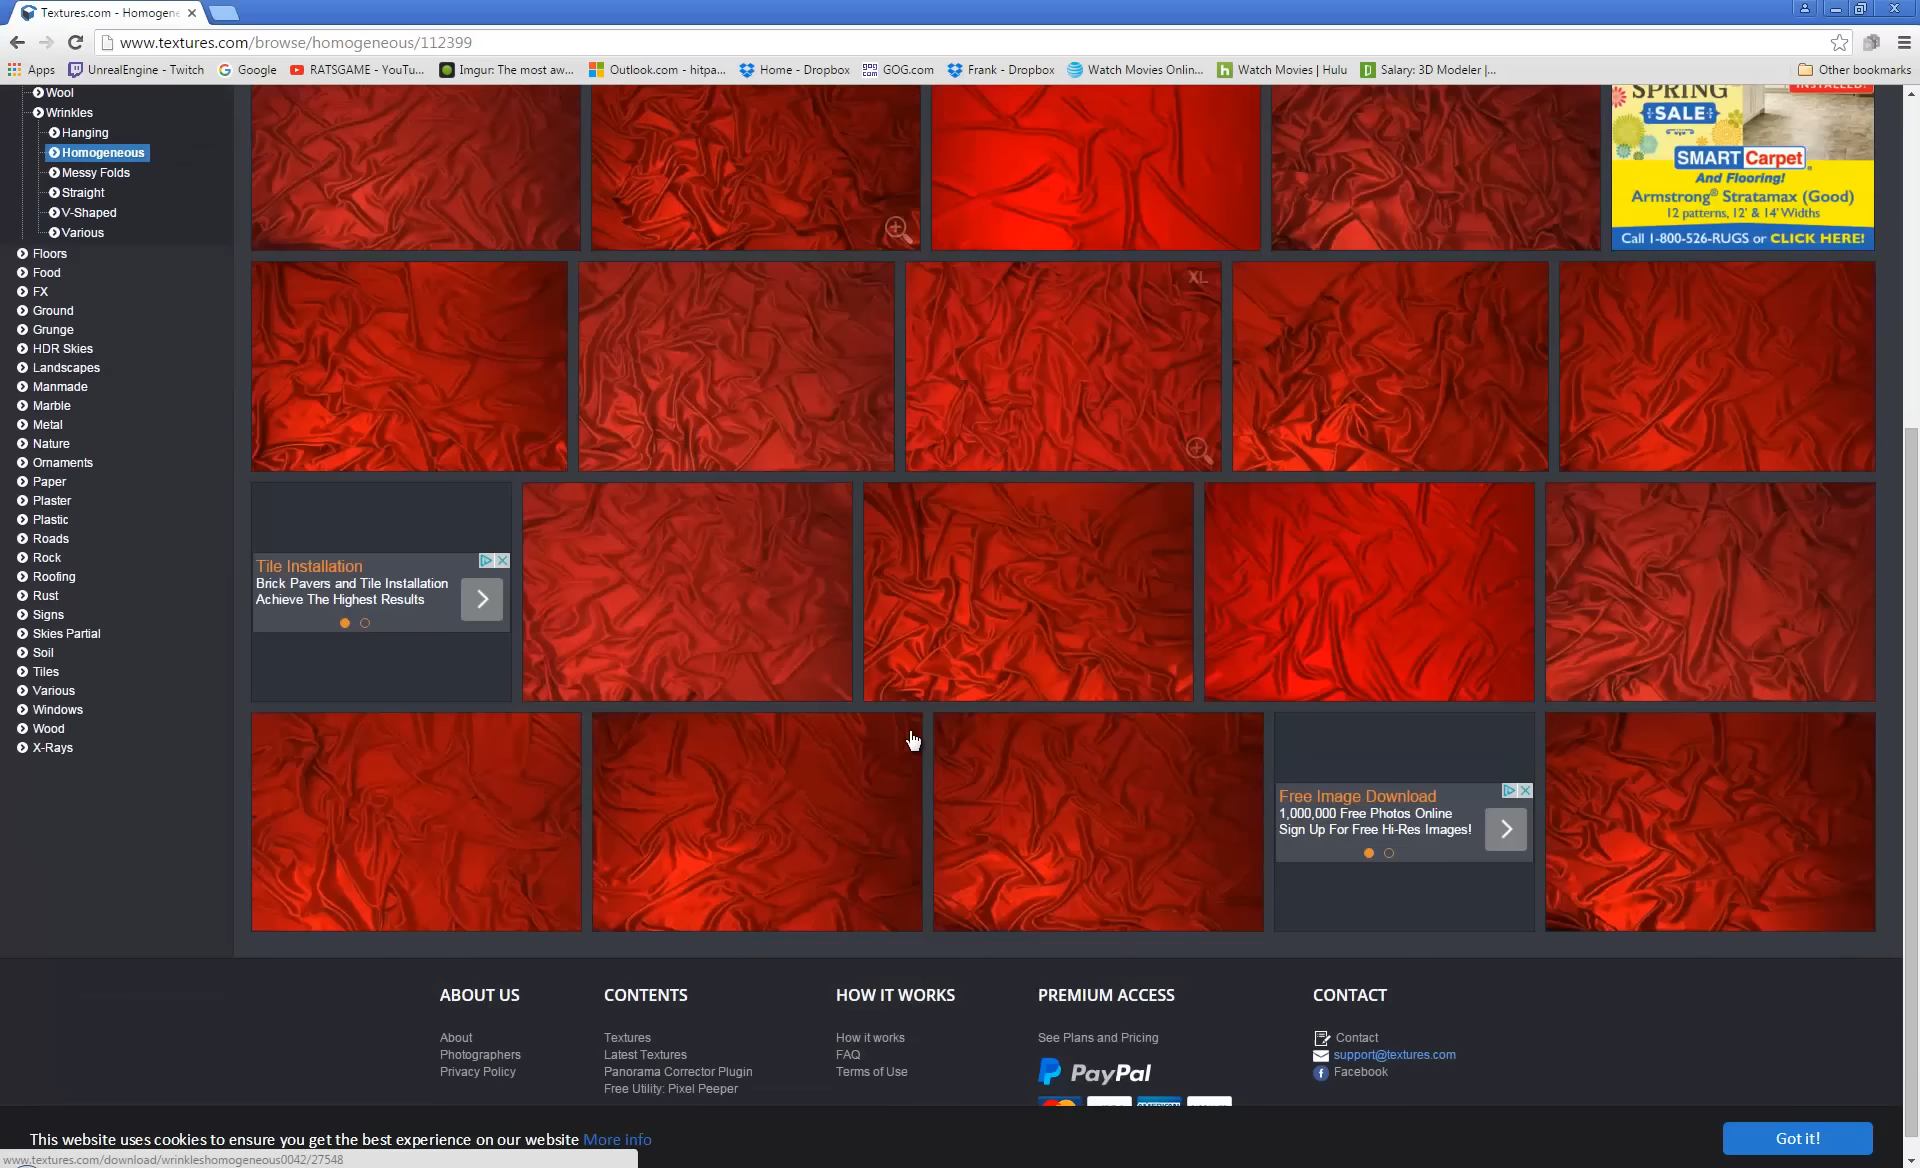 Textures.com - Homogene
www.textures.com/browse/homogeneous/112399
Apps
UnrealEngine - Twitch
Google
RATSGAME - YouTu...
Imgur: The most aw...
Outlook.com - hitpa...
Home - Dropbox
GOG.com
Frank - Dropbox
Watch Movies Onlin...
Watch Movies | Hulu
Salary: 3D Modeler |...
Other bookmarks
Wool
Wrinkles
Hanging
Homogeneous
Messy Folds
Straight
V-Shaped
Various
Floors
Food
FX
Ground
Grunge
HDR Skies
Landscapes
Manmade
Marble
Metal
Nature
Ornaments
Paper
Plaster
Plastic
Roads
Rock
Roofing
Rust
Signs
Skies Partial
Soil
Tiles
Various
Windows
Wood
X-Rays
SPRING
SALE
INSTALLED!
SMART Carpet
And Flooring!
Armstrong® Stratamax (Good)
12 patterns, 12' & 14' Widths
Call 1-800-526-RUGS or CLICK HERE!
XL
Tile Installation
Brick Pavers and Tile Installation
Achieve The Highest Results
Free Image Download
1,000,000 Free Photos Online
Sign Up For Free Hi-Res Images!
ABOUT US
About
Photographers
Privacy Policy
CONTENTS
Textures
Latest Textures
Panorama Corrector Plugin
Free Utility: Pixel Peeper
HOW IT WORKS
How it works
FAQ
Terms of Use
PREMIUM ACCESS
See Plans and Pricing
PayPal
CONTACT
Contact
support@textures.com
Facebook
This website uses cookies to ensure you get the best experience on our website More info
Got it!
www.textures.com/download/wrinkleshomogeneous0042/27548